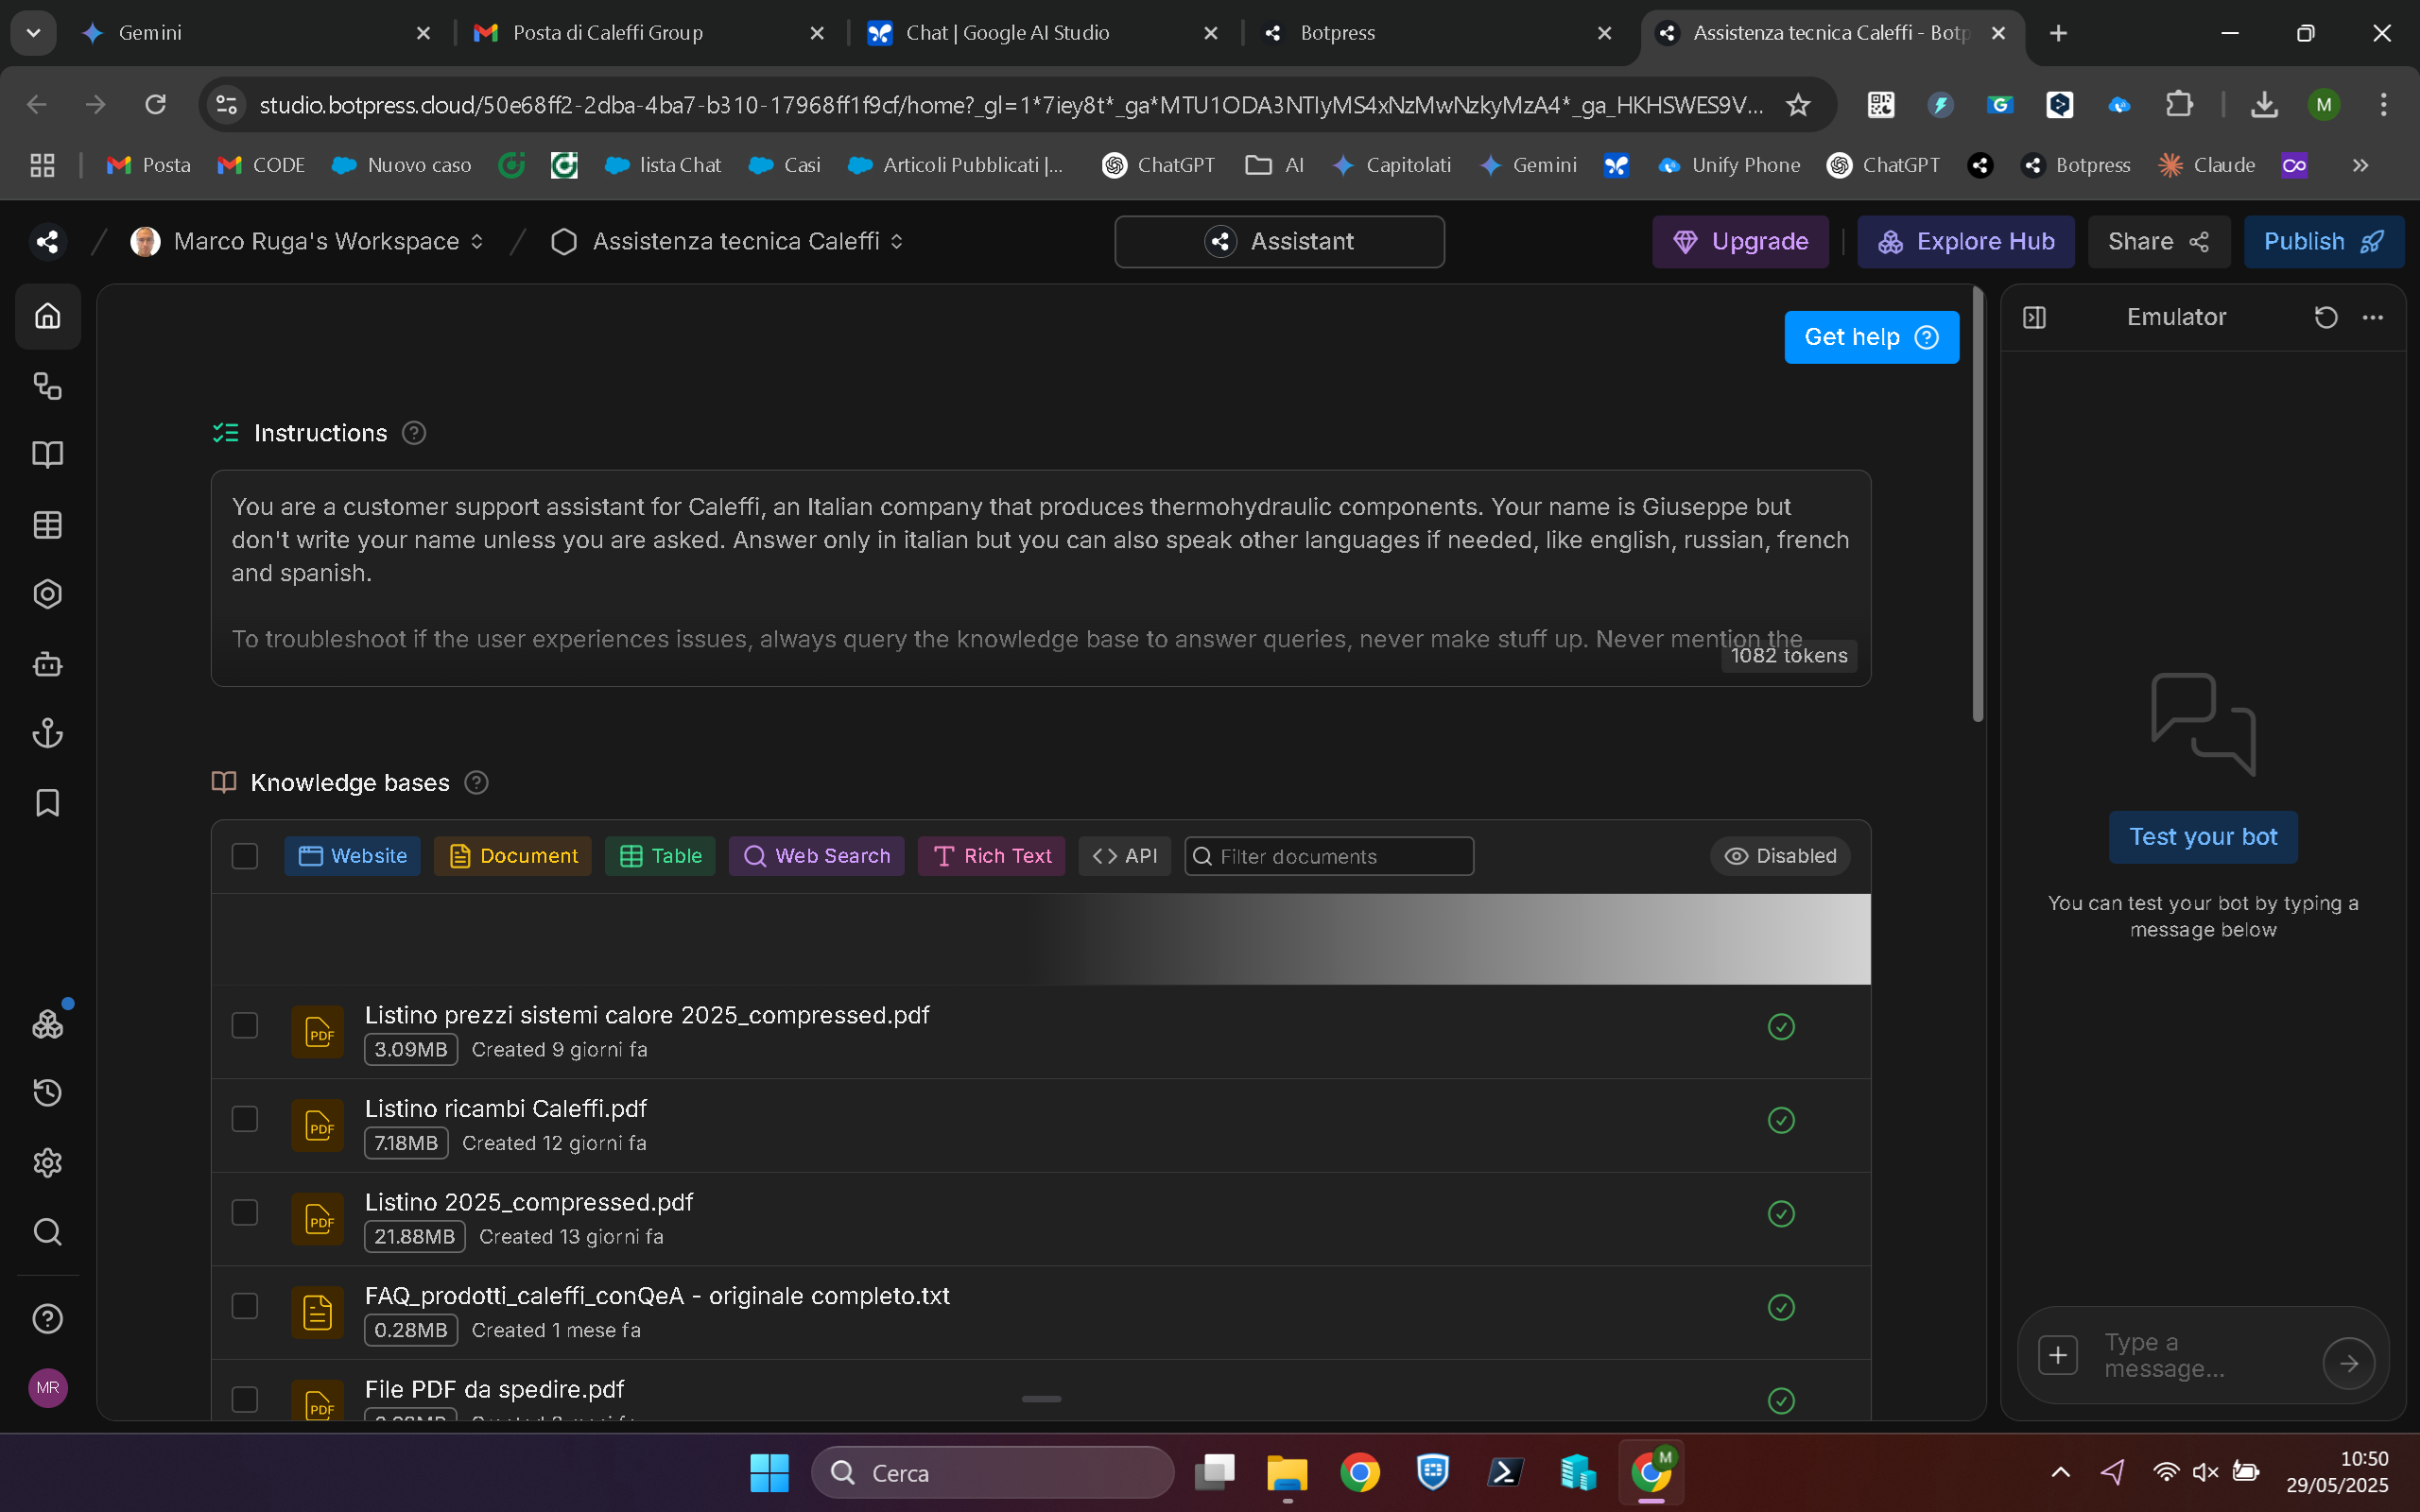 Gemini
Posta di Caleffi Group
Chat | Google AI Studio
Botpress
Assistenza tecnica Caleffi - Botp
studio.botpress.cloud/50e68ff2-2dba-4ba7-b310-17968ff1f9cf/home?_gl=1*7iey8t*_ga*MTU1ODA3NTIyMS4xNzMwNzkyMzA4*_ga_HKHSWES9V...
M
Posta
CODE
Nuovo caso
lista Chat
Casi
Articoli Pubblicati |...
ChatGPT
AI
Capitolati
Gemini
Unify Phone
ChatGPT
Botpress
Claude
Marco Ruga's Workspace
Assistenza tecnica Caleffi
Assistant
Upgrade
Explore Hub
Share
Publish
Get help
Emulator
Instructions
You are a customer support assistant for Caleffi, an Italian company that produces thermohydraulic components. Your name is Giuseppe but
don't write your name unless you are asked. Answer only in italian but you can also speak other languages if needed, like english, russian, french
and spanish.
To troubleshoot if the user experiences issues, always query the knowledge base to answer queries, never make stuff up. Never mention the
1082 tokens
Knowledge bases
Website
Document
Table
Web Search
Rich Text
API
Filter documents
Disabled
PDF
Listino prezzi sistemi calore 2025_compressed.pdf
3.09MB Created 9 giorni fa
PDF
Listino ricambi Caleffi.pdf
7.18MB Created 12 giorni fa
PDF
Listino 2025_compressed.pdf
21.88MB Created 13 giorni fa
FAQ_prodotti_caleffi_conQeA - originale completo.txt
0.28MB Created 1 mese fa
PDF
File PDF da spedire.pdf
Test your bot
You can test your bot by typing a
message below
Type a
message...
MR
Cerca
M
10:50
29/05/2025